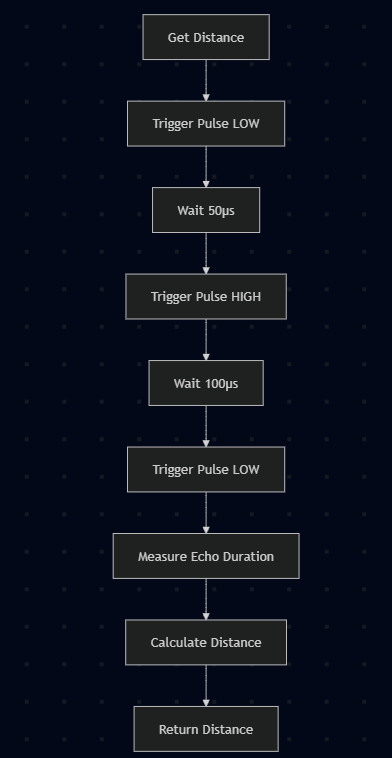 Get Distance
Trigger Pulse LOW
Wait 50µs
Trigger Pulse HIGH
Wait 100µs
Trigger Pulse LOW
Measure Echo Duration
Calculate Distance
Return Distance